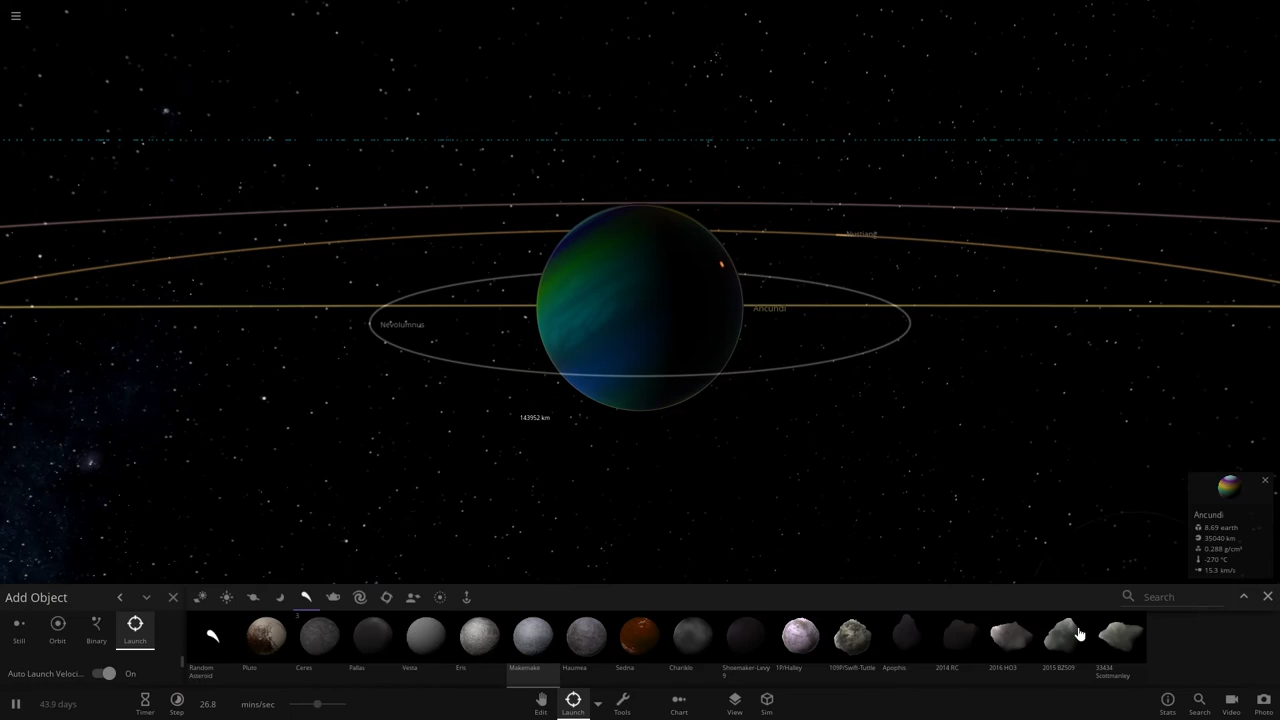 Nustiang
Ancundi
Nevolumnus
143952 km
Ancundi
8.69 earth
35040 km
0.288 g/cm³
-270 °C
15.3 km/s
Add Object
Search
3
Still
Orbit
Binary
Launch
Random Asteroid
Pluto
Ceres
Pallas
Vesta
Eris
Makemake
Haumea
Sedna
Chariklo
Shoemaker-Levy 9
1P/Halley
109P/Swift-Tuttle
Apophis
2014 RC
2016 HO3
2015 BZ509
33434 Scottmanley
Auto Launch Veloci...
On
43.9 days
Timer
Step
26.8
mins/sec
Edit
Launch
Tools
Chart
View
Sim
Stats
Search
Video
Photo